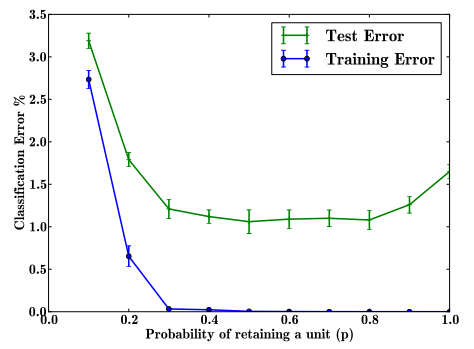 3.5
3.0
2.5
2.0
1.5
1.0
0.5
0.0
0.0 0.2 0.4 0.6 0.8 1.0
Classification Error %
Probability of retaining a unit (p)
Test Error
Training Error